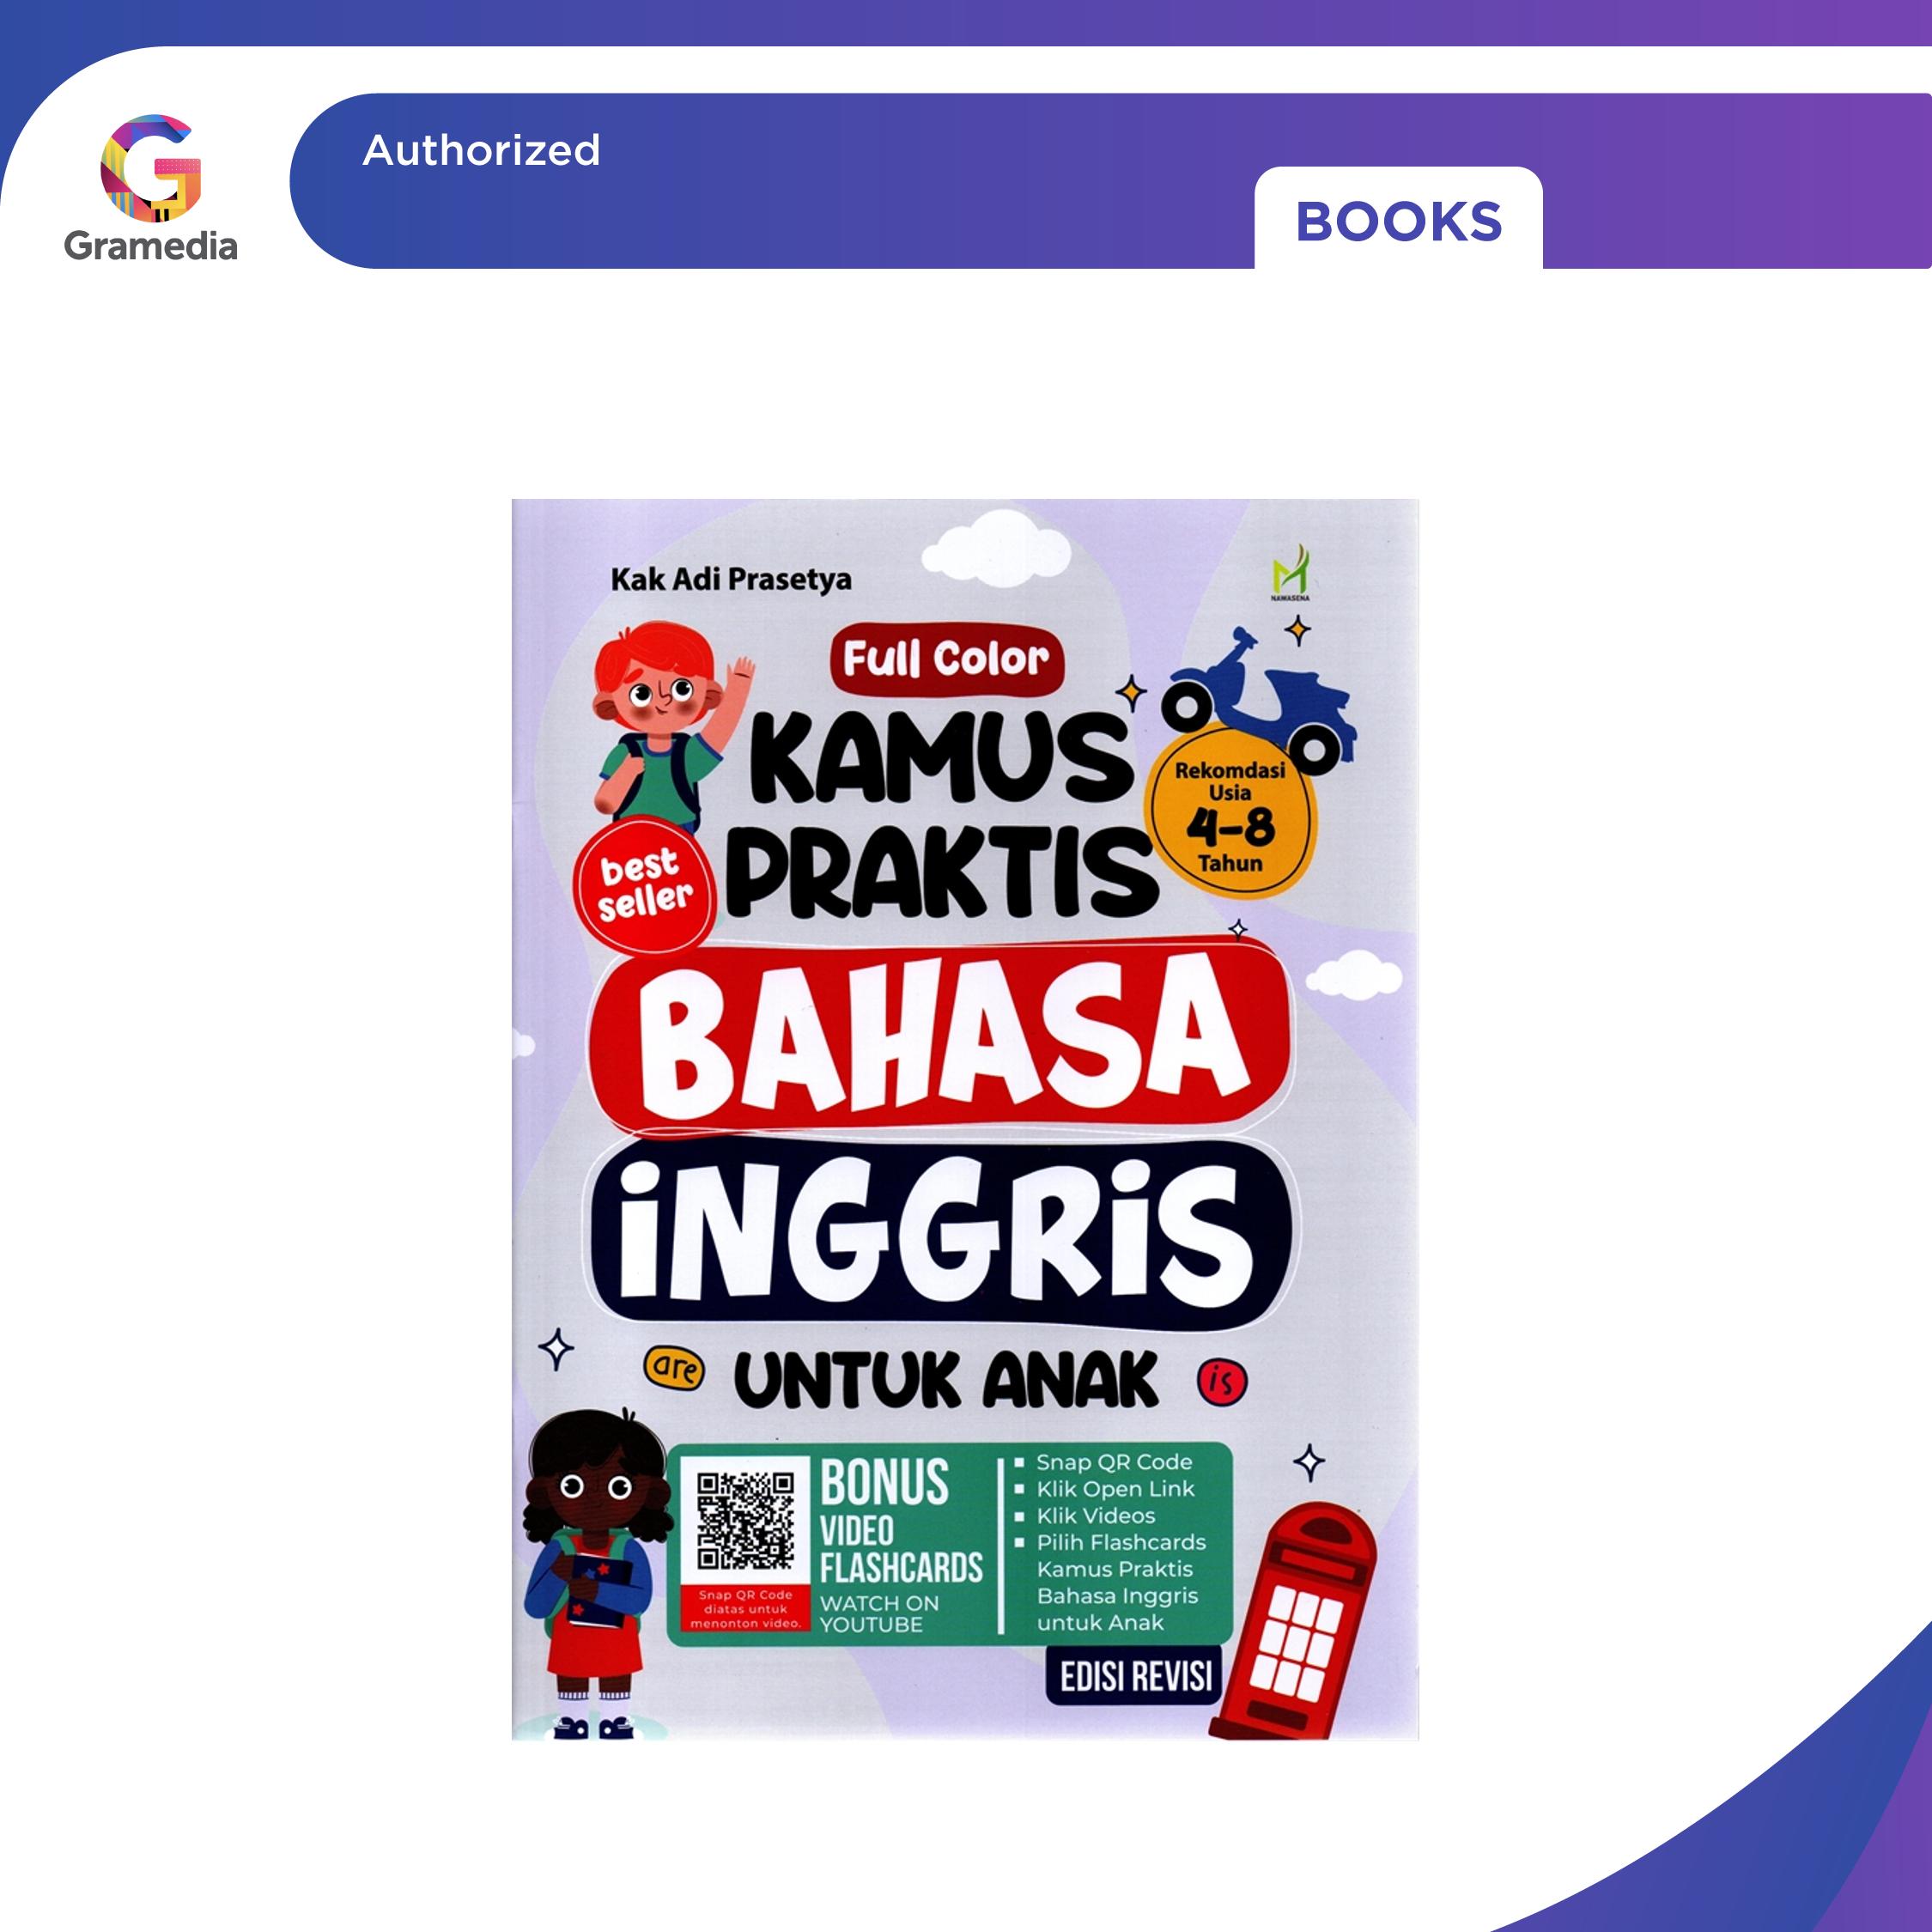 Authorized
Gramedia
BOOKS
Kak Adi Prasetya
NAWASENA
Full Color
KAMUS
PRAKTIS
Rekomdasi
Usia
4-8
Tahun
best
seller
BAHASA
iNGGRiS
are
UNTUK ANAK
is
Snap QR Code
diatas untuk
menonton video.
BONUS
VIDEO
FLASHCARDS
WATCH ON
YOUTUBE
Snap QR Code
Klik Open Link
Klik Videos
Pilih Flashcards
Kamus Praktis
Bahasa Inggris
untuk Anak
EDISI REVISI